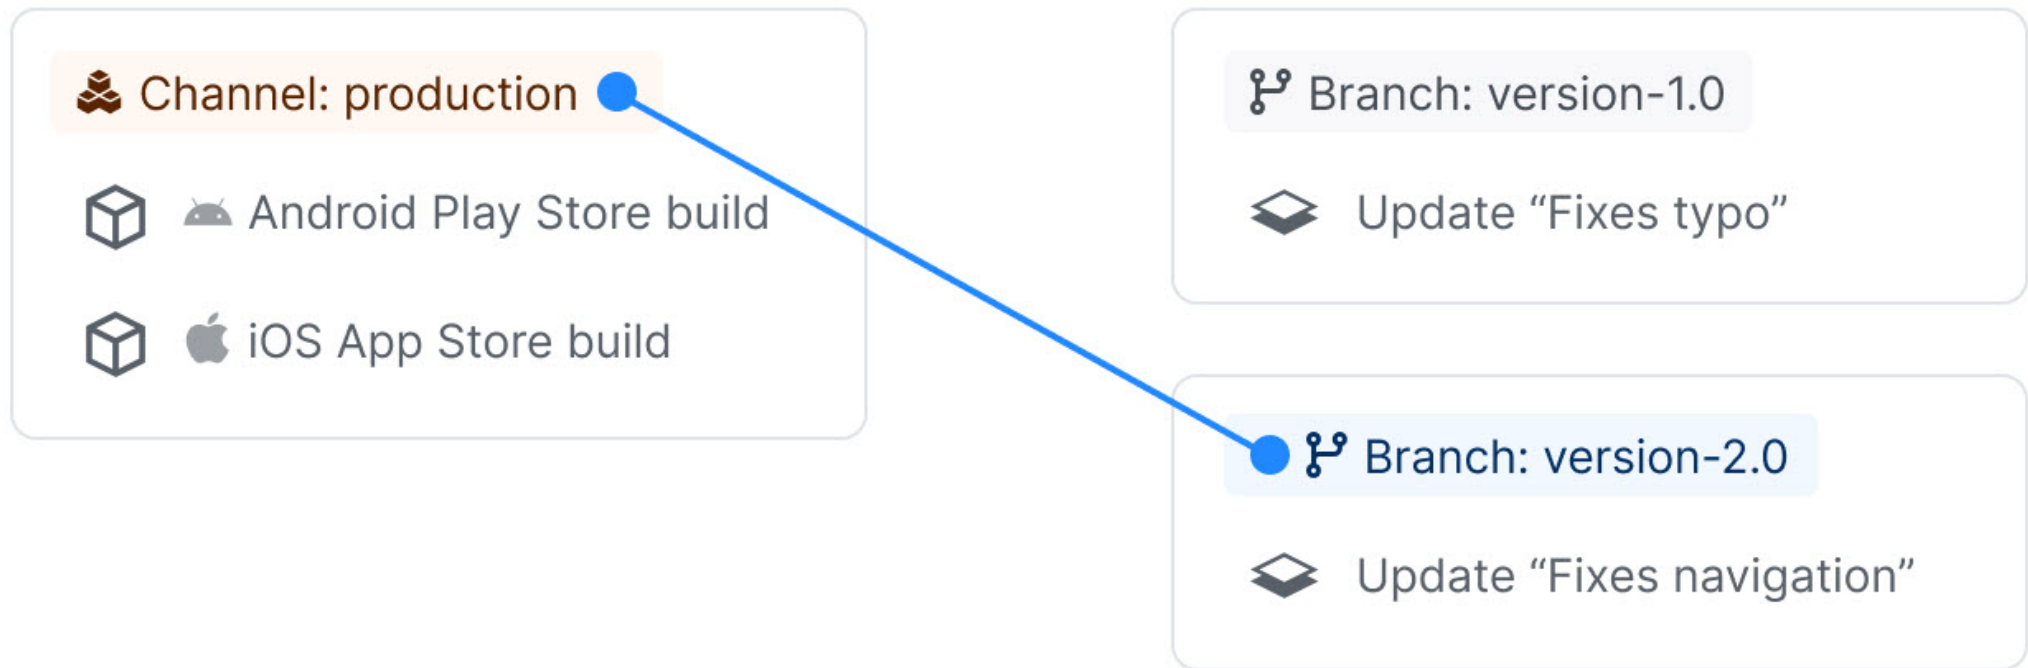 Channel: production
Android Play Store build
iOS App Store build
Branch: version-1.0
Update “Fixes typo”
Branch: version-2.0
Update “Fixes navigation”